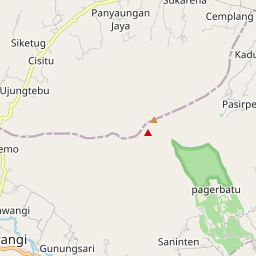 Sukarena
Panyaungan
Jaya
Cemplang
Siketug
Cisitu
Kadu
Ujungtebu
Pasirpe
emo
pagerbatu
awangi
angi
Gunungsari
Saninten